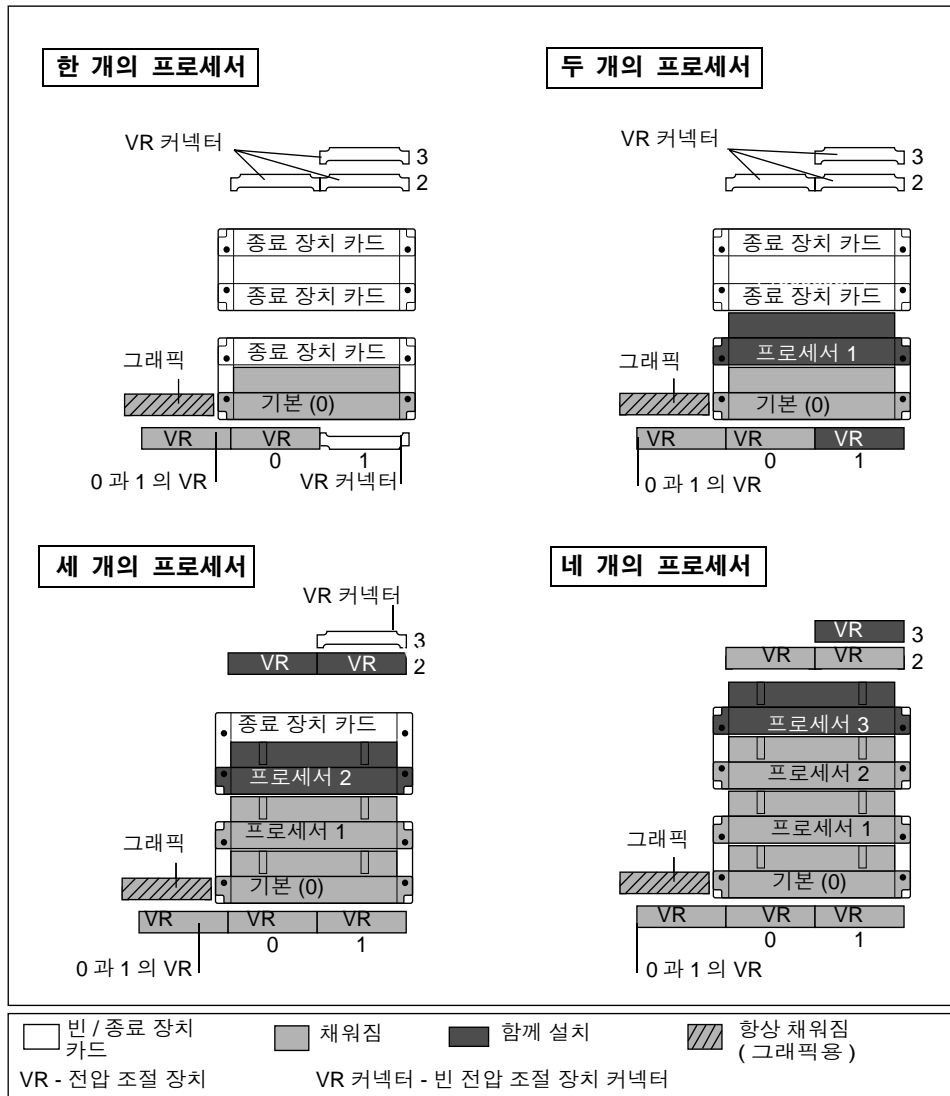 한 개의 프로세서
VR 커넥터
3
2
종료 장치 카드
종료 장치 카드
종료 장치 카드
그래픽
기본 (0)
VR VR
0 1
0 과 1 의 VR VR 커넥터
두 개의 프로세서
VR 커넥터
3
2
종료 장치 카드
종료 장치 카드
프로세서 1
그래픽
기본 (0)
VR VR VR
0 1
0 과 1 의 VR
세 개의 프로세서
VR 커넥터
3
VR VR 2
종료 장치 카드
프로세서 2
프로세서 1
그래픽
기본 (0)
VR VR VR
0 1
0 과 1 의 VR
네 개의 프로세서
VR 3
VR VR 2
프로세서 3
프로세서 2
프로세서 1
그래픽
기본 (0)
VR VR VR
0 1
0 과 1 의 VR
빈 / 종료 장치
카드
채워짐
함께 설치
항상 채워짐
( 그래픽용 )
VR - 전압 조절 장치
VR 커넥터 - 빈 전압 조절 장치 커넥터